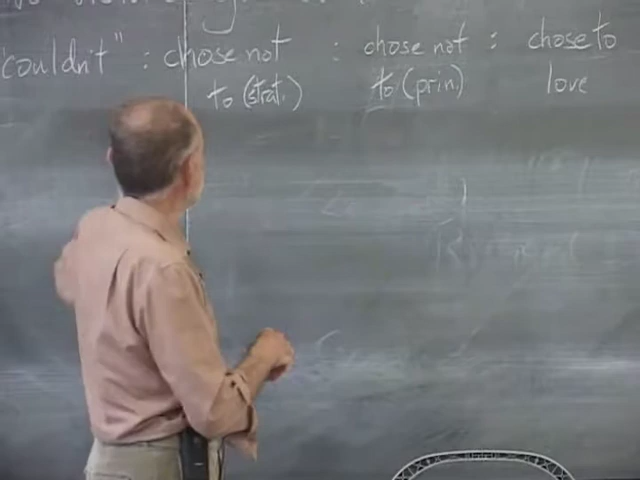 "couldn't" : chose not : chose not : chose to
to (strat.) to (prin.) love